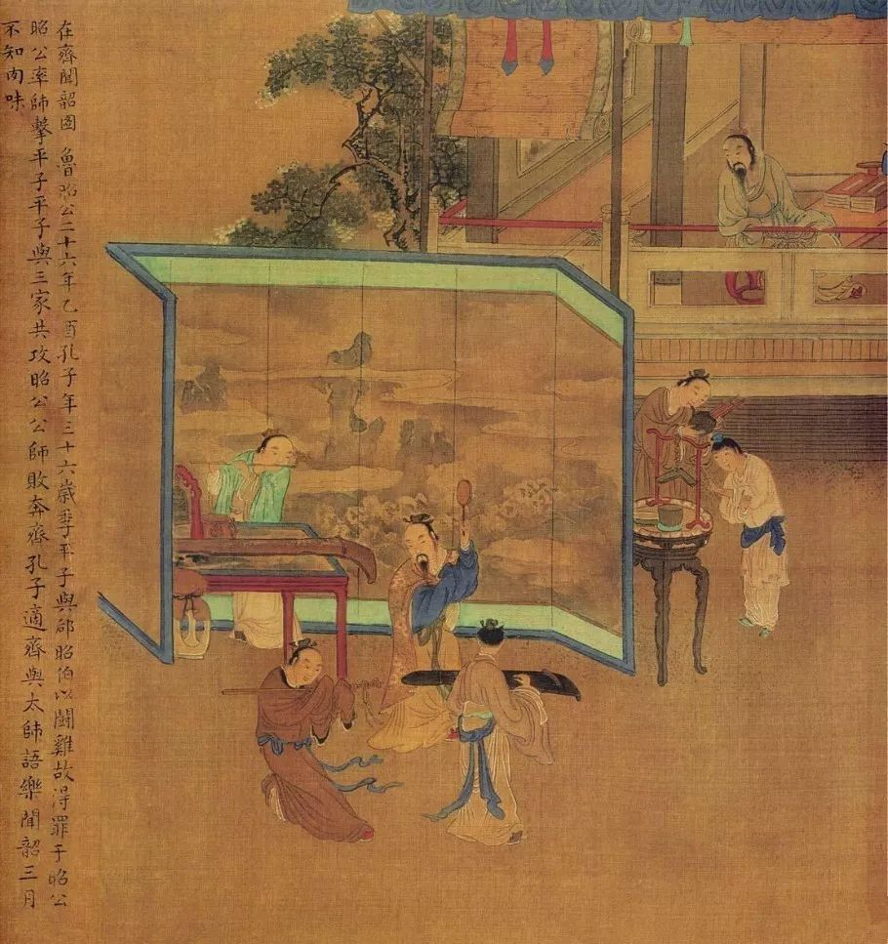 在齊聞韶圖　魯昭公二十六年乙酉孔子年三十六歲季平子與郈昭伯以鬪雞故得罪于昭公
昭公率師擊平子平子與三家共攻昭公公師敗奔齊孔子適齊與太師語樂聞韶三月
不知肉味